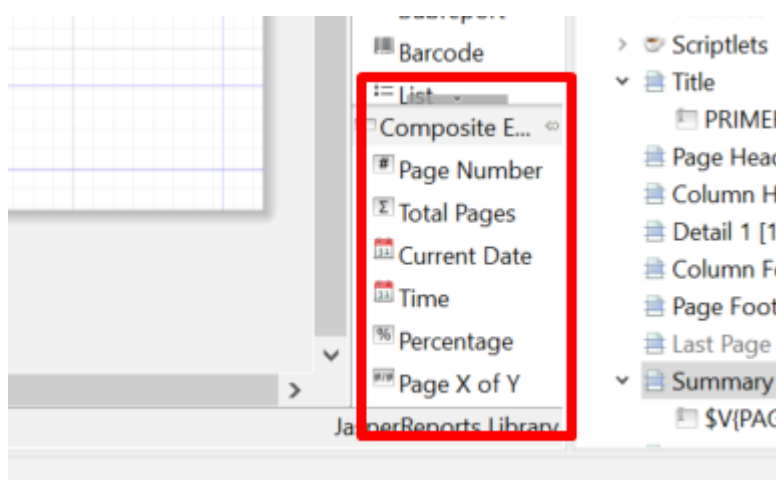 Barcode
List
Composite E...
Page Number
Total Pages
Current Date
Time
Percentage
Page X of Y
JasperReports Library
Scriptlets
Title
PRIME
Page Head
Column H
Detail 1 [1
Column F
Page Foot
Last Page
Summary
$V{PAG